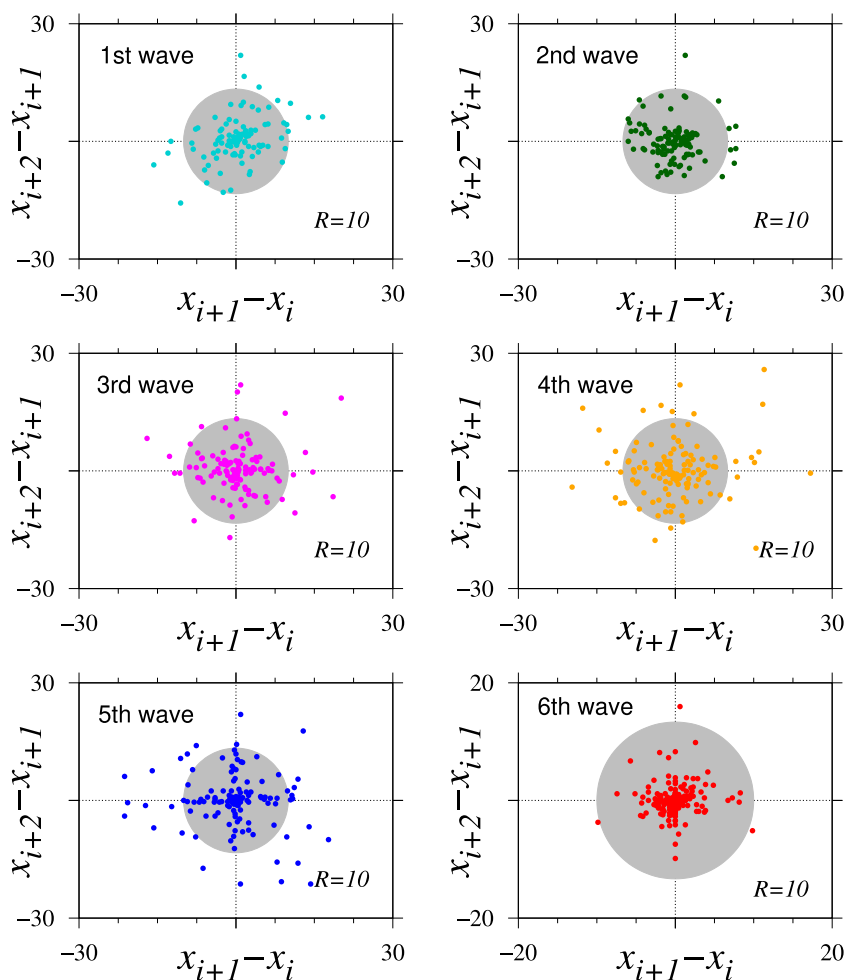 30 30
1st wave 2nd wave
x_{i+2}−x_{i+1} x_{i+2}−x_{i+1}
R=10 R=10
−30 −30
−30 30 −30 30
x_{i+1}−x_i x_{i+1}−x_i
30 30
3rd wave 4th wave
x_{i+2}−x_{i+1} x_{i+2}−x_{i+1}
R=10 R=10
−30 −30
−30 30 −30 30
x_{i+1}−x_i x_{i+1}−x_i
30 20
5th wave 6th wave
x_{i+2}−x_{i+1} x_{i+2}−x_{i+1}
R=10 R=10
−30 −20
−30 30 −20 20
x_{i+1}−x_i x_{i+1}−x_i